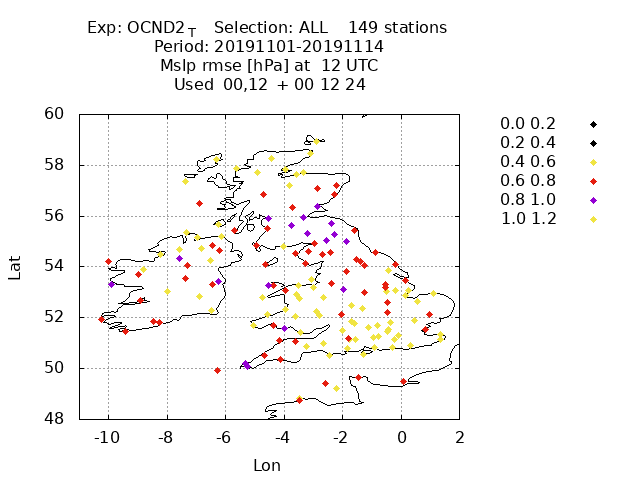 Exp: OCND2 T Selection: ALL 149 stations
Period: 20191101-20191114
Mslp rmse [hPa] at 12 UTC
Used 00,12 + 00 12 24
60
58
56
54
52
50
48
Lat
-10 -8 -6 -4 -2 0 2
Lon
0.0 0.2
0.2 0.4
0.4 0.6
0.6 0.8
0.8 1.0
1.0 1.2